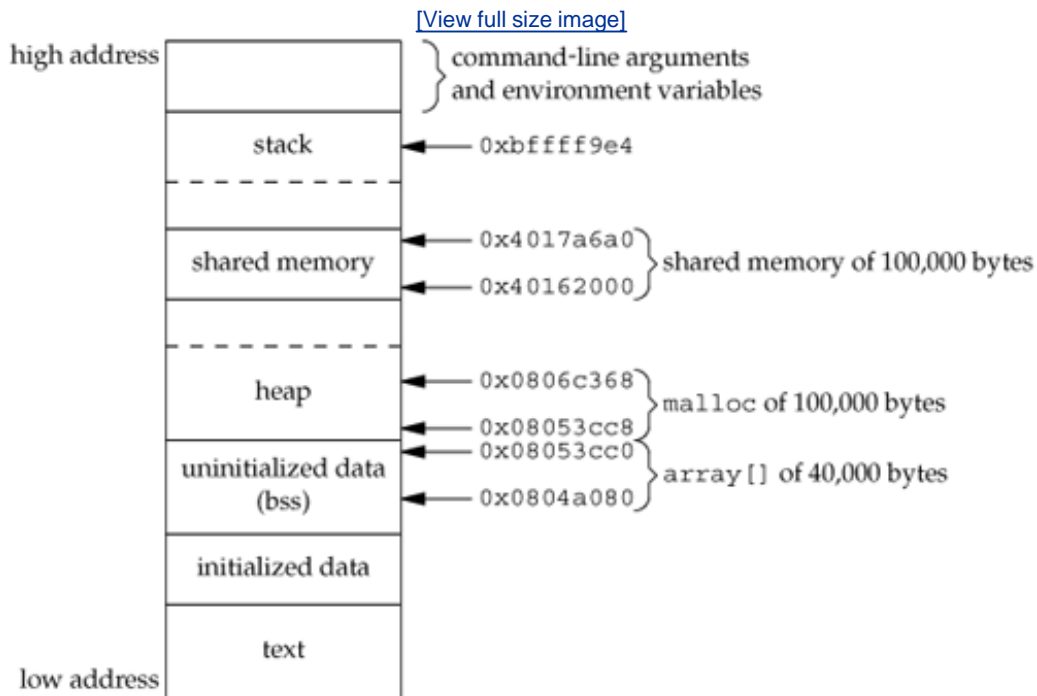 [View full size image]
high address
command-line arguments
and environment variables
stack
0xbffff9e4
0x4017a6a0
shared memory
shared memory of 100,000 bytes
0x40162000
heap
0x0806c368
malloc of 100,000 bytes
0x08053cc8
0x08053cc0
uninitialized data
(bss)
array[] of 40,000 bytes
0x0804a080
initialized data
text
low address